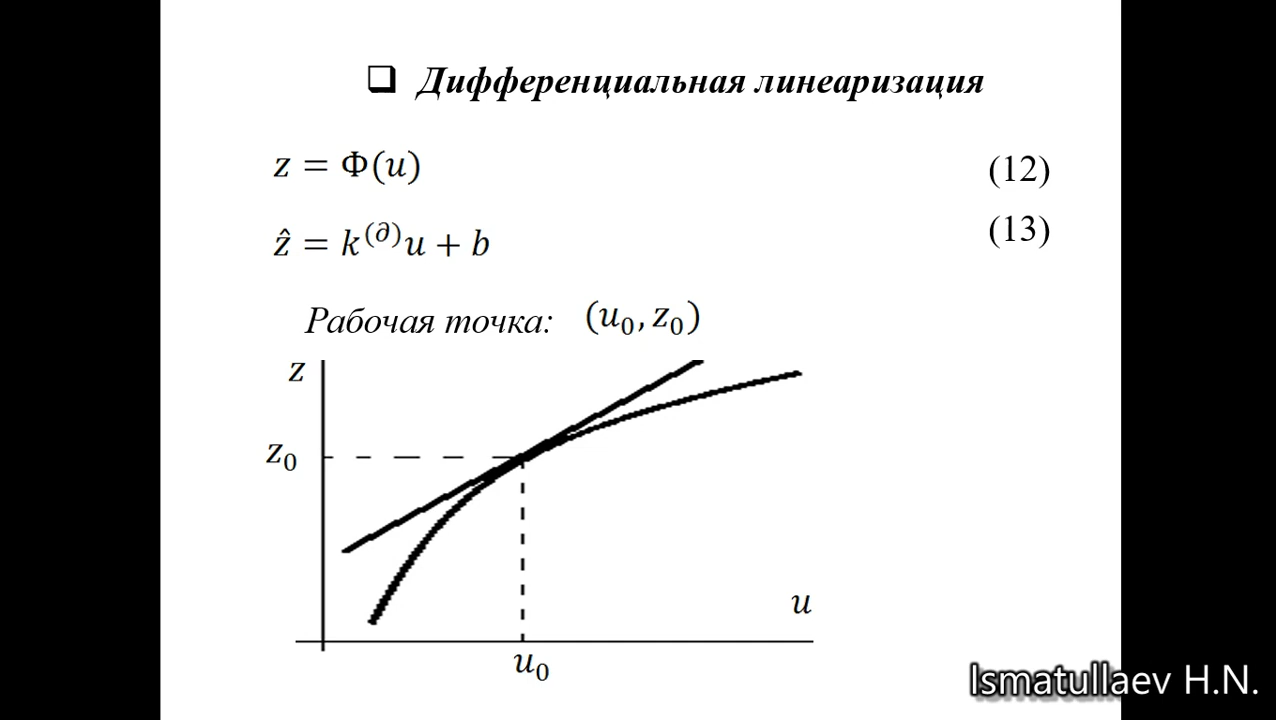 ❑ Дифференциальная линеаризация
z = Φ(u) (12)
ẑ = k^(∂)u + b (13)
Рабочая точка: (u₀, z₀)
z
z₀
u
u₀
Ismatullaev H.N.